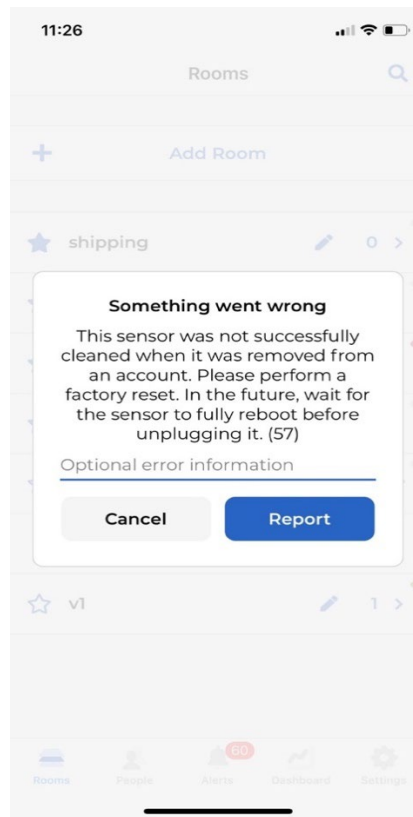 11:26
Rooms
Add Room
shipping
0
Something went wrong
This sensor was not successfully
cleaned when it was removed from
an account. Please perform a
factory reset. In the future, wait for
the sensor to fully reboot before
unplugging it. (57)
Optional error information
Cancel
Report
v1
1
60
Rooms People Alerts Dashboard Settings